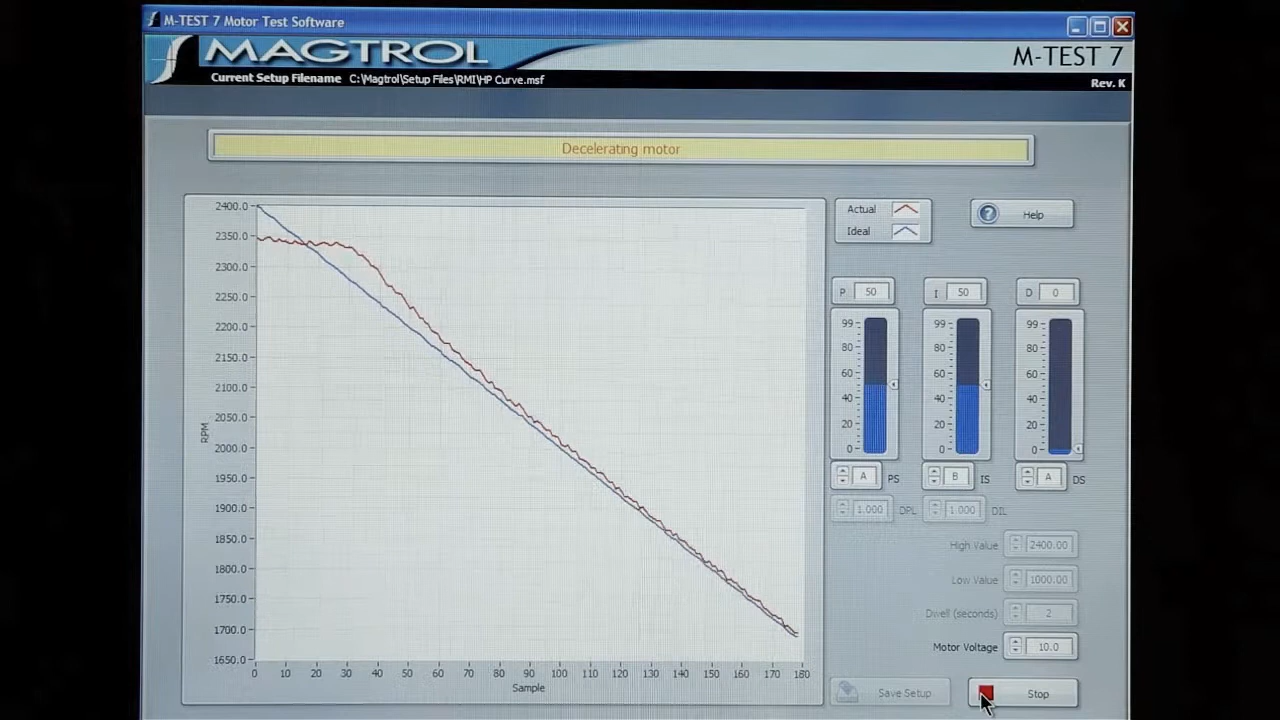 M-TEST 7 Motor Test Software
MAGTROL
M-TEST 7
Current Setup Filename C:\Magtrol\Setup Files\RMI\HP Curve.msf
Rev. K
Decelerating motor
Actual
Ideal
Help
2400.0
2350.0
2300.0
2250.0
2200.0
2150.0
2100.0
2050.0
2000.0
1950.0
1900.0
1850.0
1800.0
1750.0
1700.0
1650.0
RPM
0 10 20 30 40 50 60 70 80 90 100 110 120 130 140 150 160 170 180
Sample
P 50
I 50
D 0
99 99 99
80 80 80
60 60 60
40 40 40
20 20 20
0 0 0
A PS
B IS
A DS
1.000 DPL
1.000 DIL
High Value 2400.00
Low Value 1000.00
Dwell (seconds) 2
Motor Voltage 10.0
Save Setup
Stop